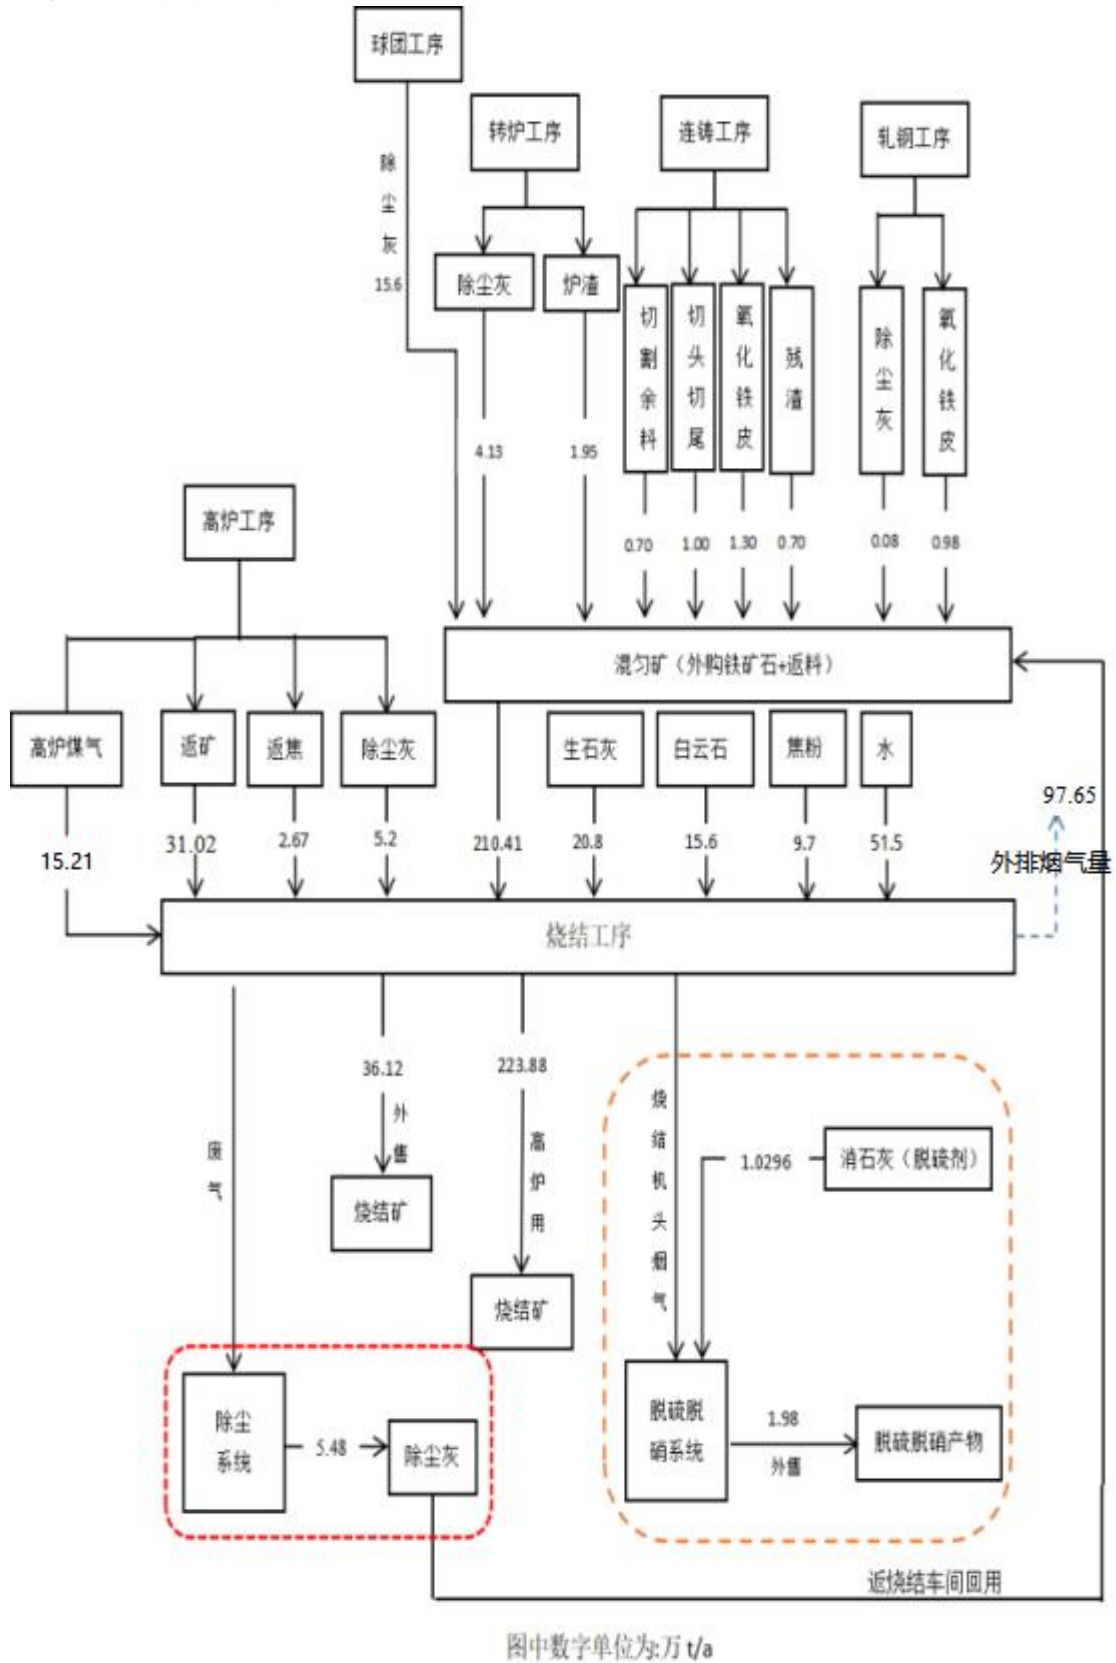 球团工序
转炉工序
连铸工序
轧钢工序
除尘灰
15.6
除尘灰
炉渣
切割余料
切头切尾
氧化铁皮
残渣
除尘灰
氧化铁皮
4.13
1.95
0.70
1.00
1.30
0.70
0.08
0.98
高炉工序
混匀矿（外购铁矿石+返料）
高炉煤气
返矿
返焦
除尘灰
生石灰
白云石
焦粉
水
15.21
31.02
2.67
5.2
210.41
20.8
15.6
9.7
51.5
97.65
外排烟气量
烧结工序
废气
36.12
外售
烧结矿
223.88
高炉用
烧结矿
烧结机头烟气
1.0296
消石灰（脱硫剂）
除尘
系统
5.48
除尘灰
脱硫脱
硝系统
1.98
外售
脱硫脱硝产物
返烧结车间回用
图中数字单位为:万 t/a